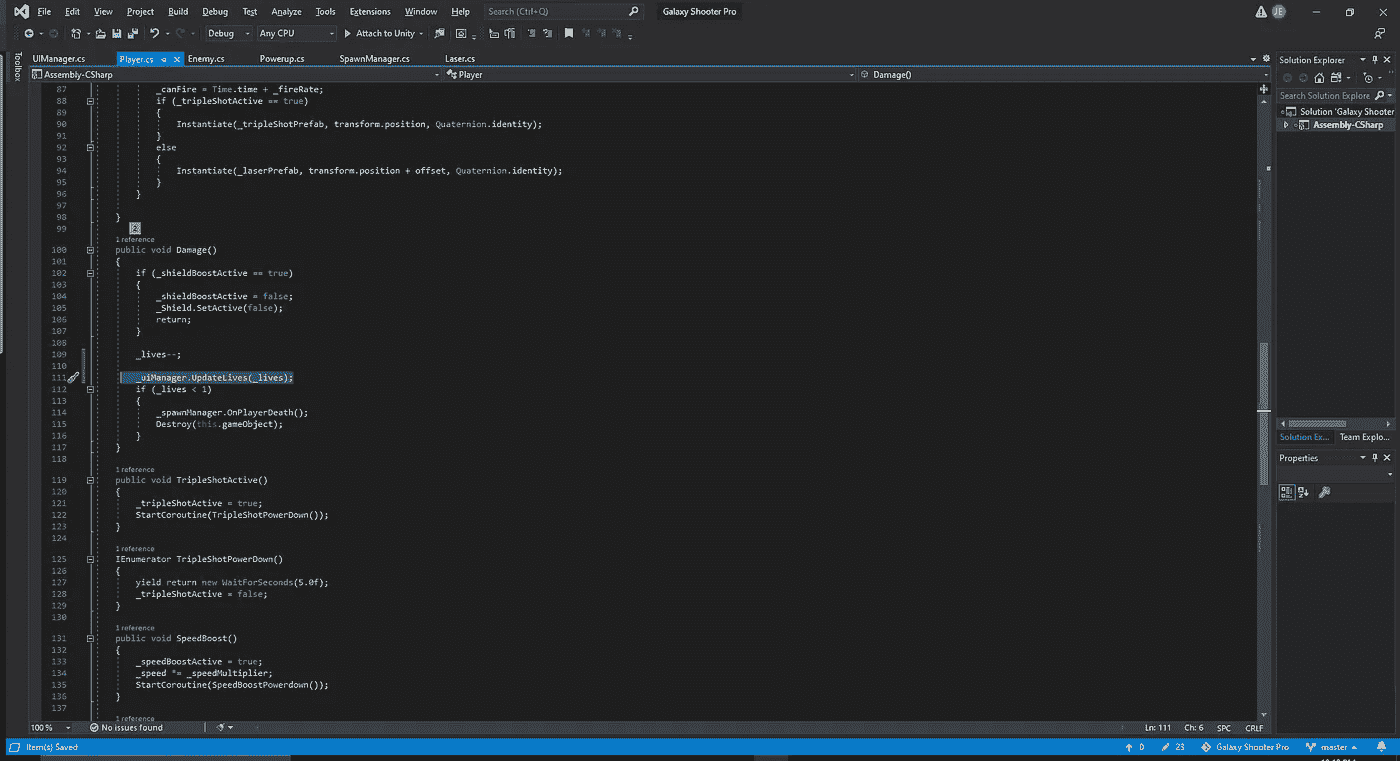 File Edit View Project Build Debug Test Analyze Tools Extensions Window Help Search (Ctrl+Q) Galaxy Shooter Pro JE
Debug Any CPU Attach to Unity
Toolbox
UIManager.cs Player.cs Enemy.cs Powerup.cs SpawnManager.cs Laser.cs
Assembly-CSharp Player Damage()
87 _canFire = Time.time + _fireRate;
88 if (_tripleShotActive == true)
89 {
90 Instantiate(_tripleShotPrefab, transform.position, Quaternion.identity);
91 }
92 else
93 {
94 Instantiate(_laserPrefab, transform.position + offset, Quaternion.identity);
95 }
96 }
97
98 }
99
1 reference
100 public void Damage()
101 {
102 if (_shieldBoostActive == true)
103 {
104 _shieldBoostActive = false;
105 _Shield.SetActive(false);
106 return;
107 }
108
109 _lives--;
110
111 _uiManager.UpdateLives(_lives);
112 if (_lives < 1)
113 {
114 _spawnManager.OnPlayerDeath();
115 Destroy(this.gameObject);
116 }
117 }
118
1 reference
119 public void TripleShotActive()
120 {
121 _tripleShotActive = true;
122 StartCoroutine(TripleShotPowerDown());
123 }
124
1 reference
125 IEnumerator TripleShotPowerDown()
126 {
127 yield return new WaitForSeconds(5.0f);
128 _tripleShotActive = false;
129 }
130
1 reference
131 public void SpeedBoost()
132 {
133 _speedBoostActive = true;
134 _speed *= _speedMultiplier;
135 StartCoroutine(SpeedBoostPowerdown());
136 }
137
1 reference
100 % No issues found Ln: 111 Ch: 6 SPC CRLF
Solution Explorer
Search Solution Explore
Solution 'Galaxy Shooter
Assembly-CSharp
Solution Ex... Team Explo...
Properties
Item(s) Saved 0 23 Galaxy Shooter Pro master